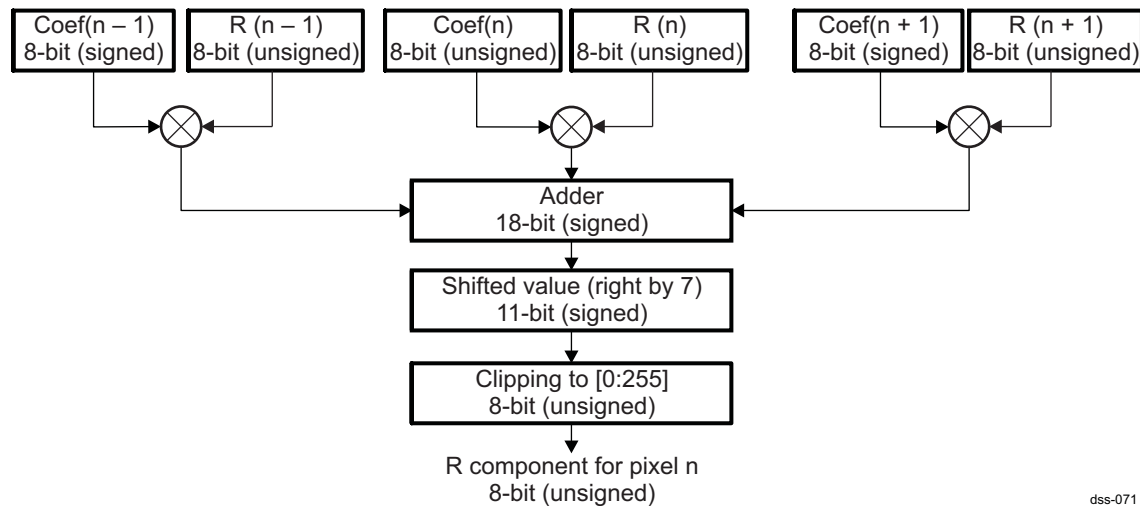 Coef(n – 1)
8-bit (signed)
R (n – 1)
8-bit (unsigned)
Coef(n)
8-bit (unsigned)
R (n)
8-bit (unsigned)
Coef(n + 1)
8-bit (signed)
R (n + 1)
8-bit (unsigned)
Adder
18-bit (signed)
Shifted value (right by 7)
11-bit (signed)
Clipping to [0:255]
8-bit (unsigned)
R component for pixel n
8-bit (unsigned)
dss-071